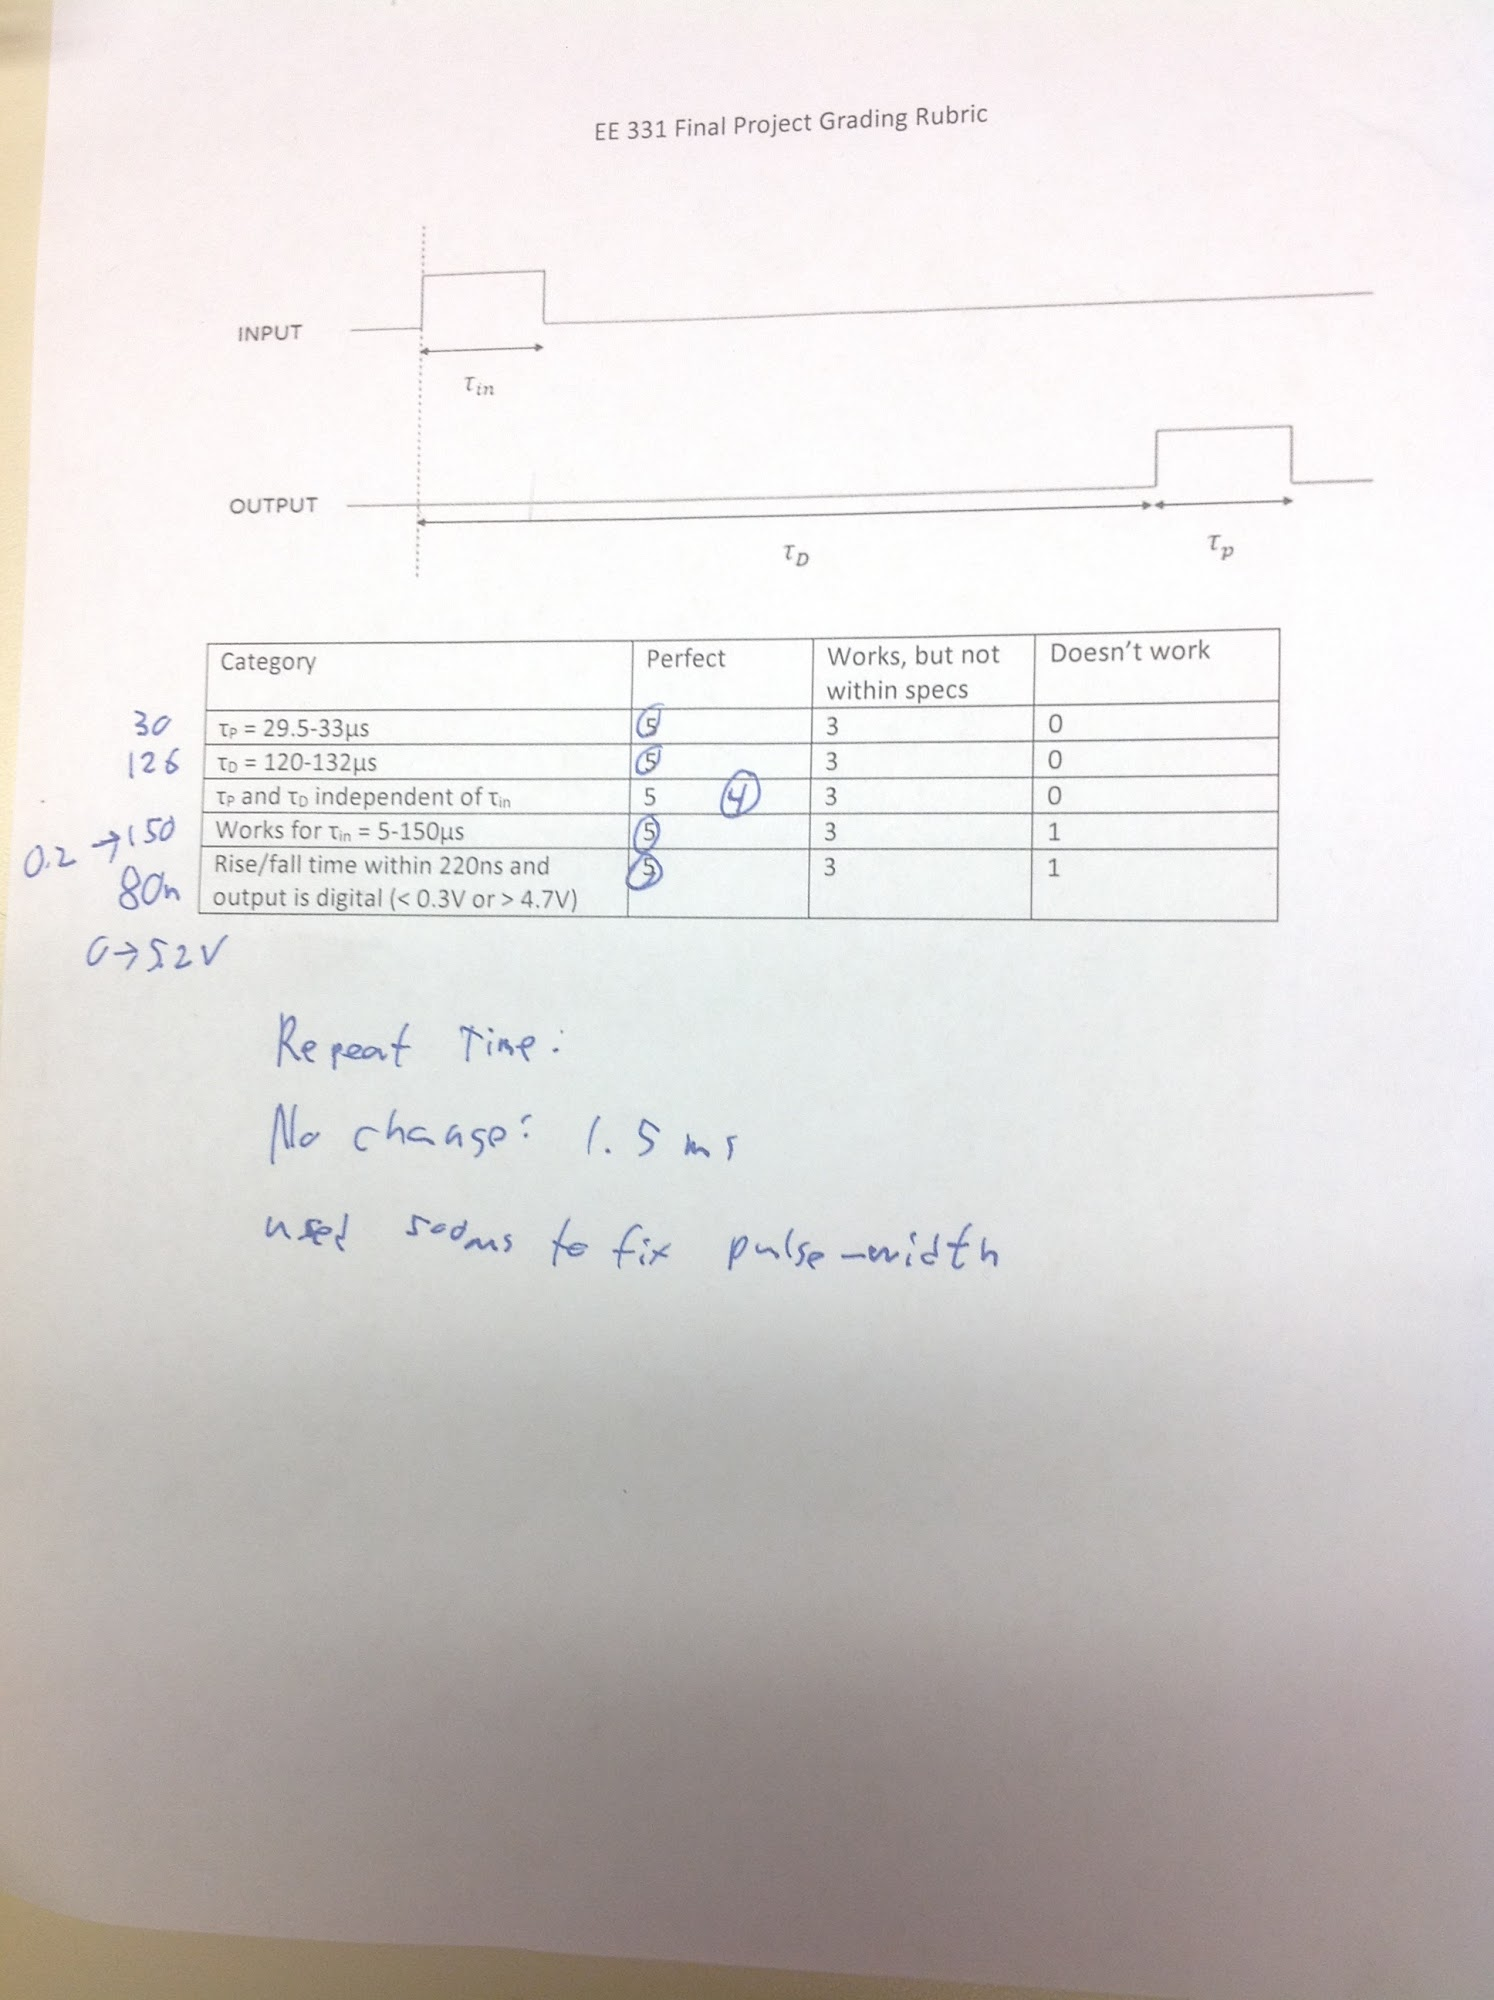 EE 331 Final Project Grading Rubric
INPUT
τin
OUTPUT
τD
τp
Category Perfect Works, but not within specs Doesn't work
30 τP = 29.5-33µs 5 3 0
126 τD = 120-132µs 5 3 0
τP and τD independent of τin 5 4 3 0
0.2 → 150 Works for τin = 5-150µs 5 3 1
80n Rise/fall time within 220ns and output is digital (< 0.3V or > 4.7V) 5 3 1
0→5.2V
Repeat Time:
No change: 1.5 ms
used 500ms to fix pulse-width